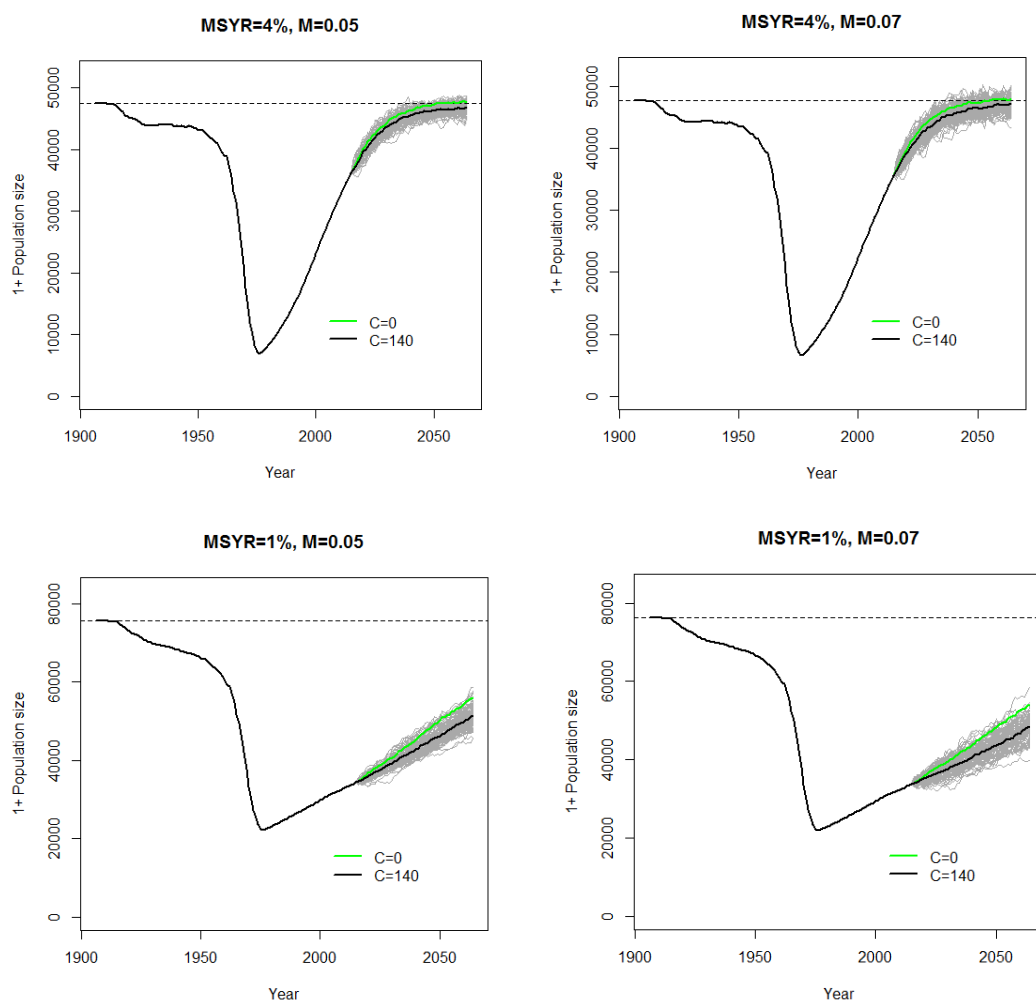 MSYR=4%, M=0.05
1+ Population size
50000
40000
30000
20000
10000
0
C=0
C=140
1900
1950
2000
2050
Year
MSYR=4%, M=0.07
1+ Population size
50000
40000
30000
20000
10000
0
C=0
C=140
1900
1950
2000
2050
Year
MSYR=1%, M=0.05
1+ Population size
80000
60000
40000
20000
0
C=0
C=140
1900
1950
2000
2050
Year
MSYR=1%, M=0.07
1+ Population size
80000
60000
40000
20000
0
C=0
C=140
1900
1950
2000
2050
Year